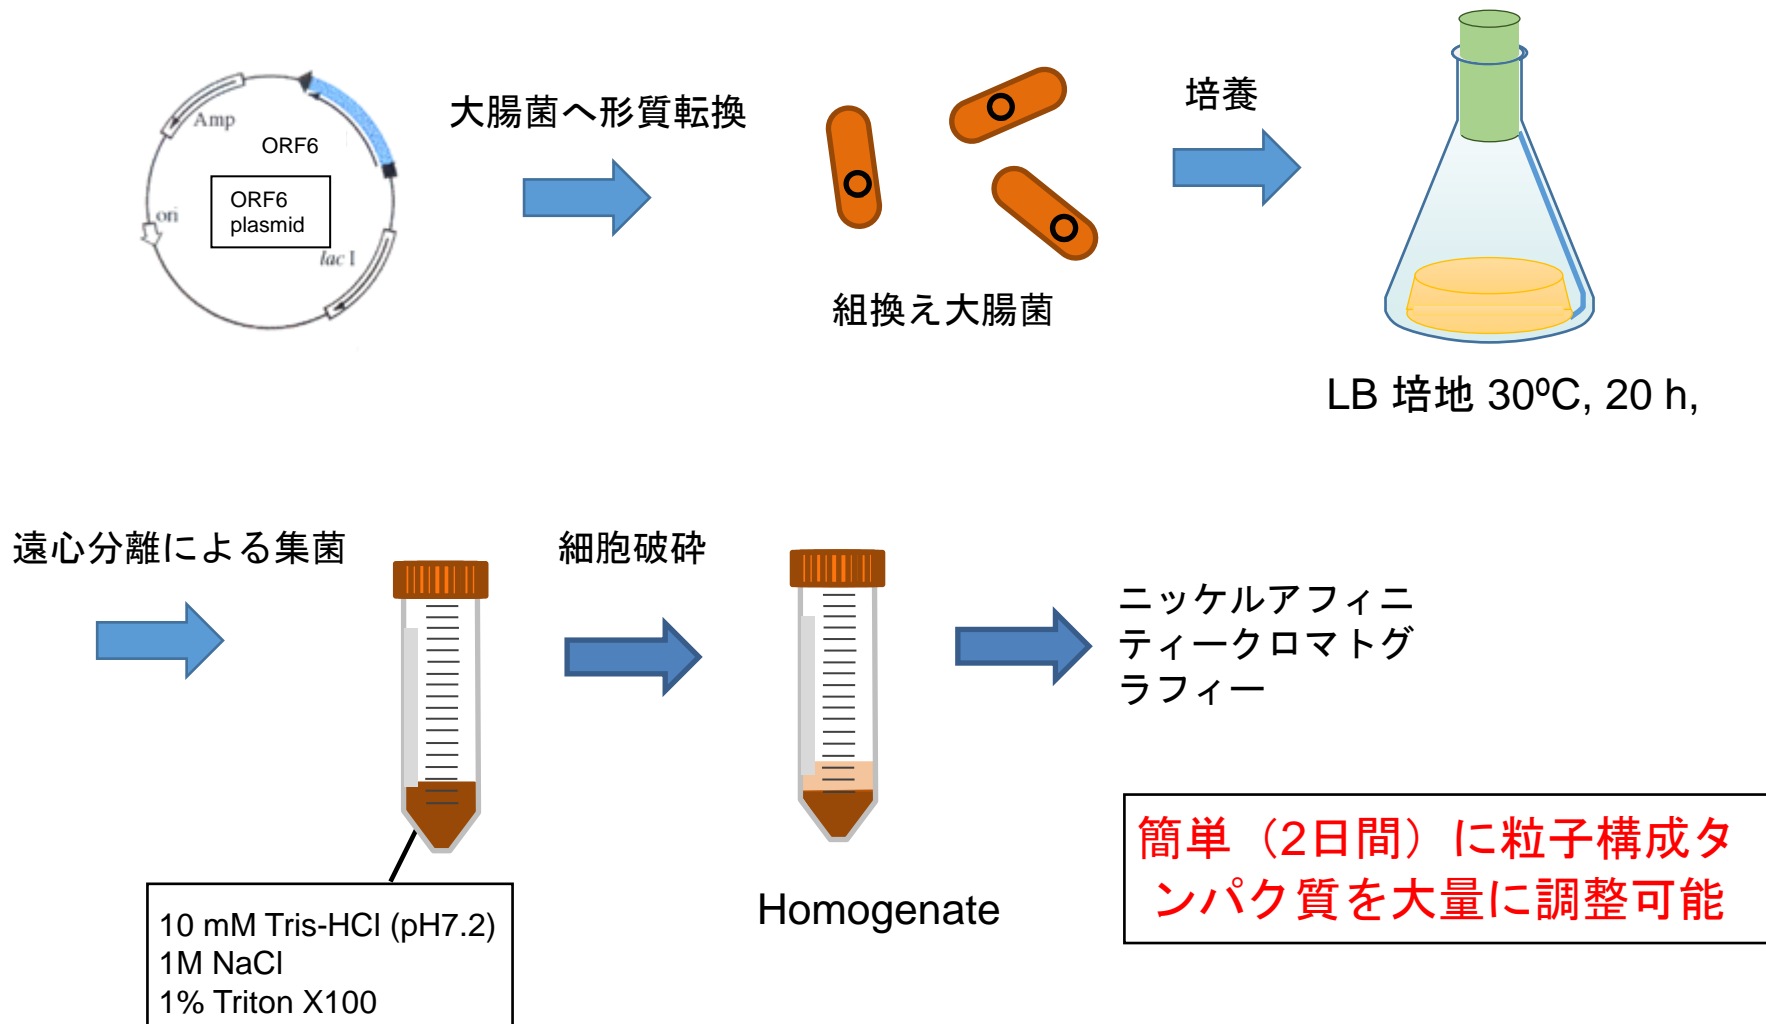 Amp
ORF6
ORF6
plasmid
ori
lac I
大腸菌へ形質転換
組換え大腸菌
培養
LB 培地 30ºC, 20 h,
遠心分離による集菌
10 mM Tris-HCl (pH7.2)
1M NaCl
1% Triton X100
細胞破砕
Homogenate
ニッケルアフィニ
ティークロマトグ
ラフィー
簡単（2日間）に粒子構成タ
ンパク質を大量に調整可能